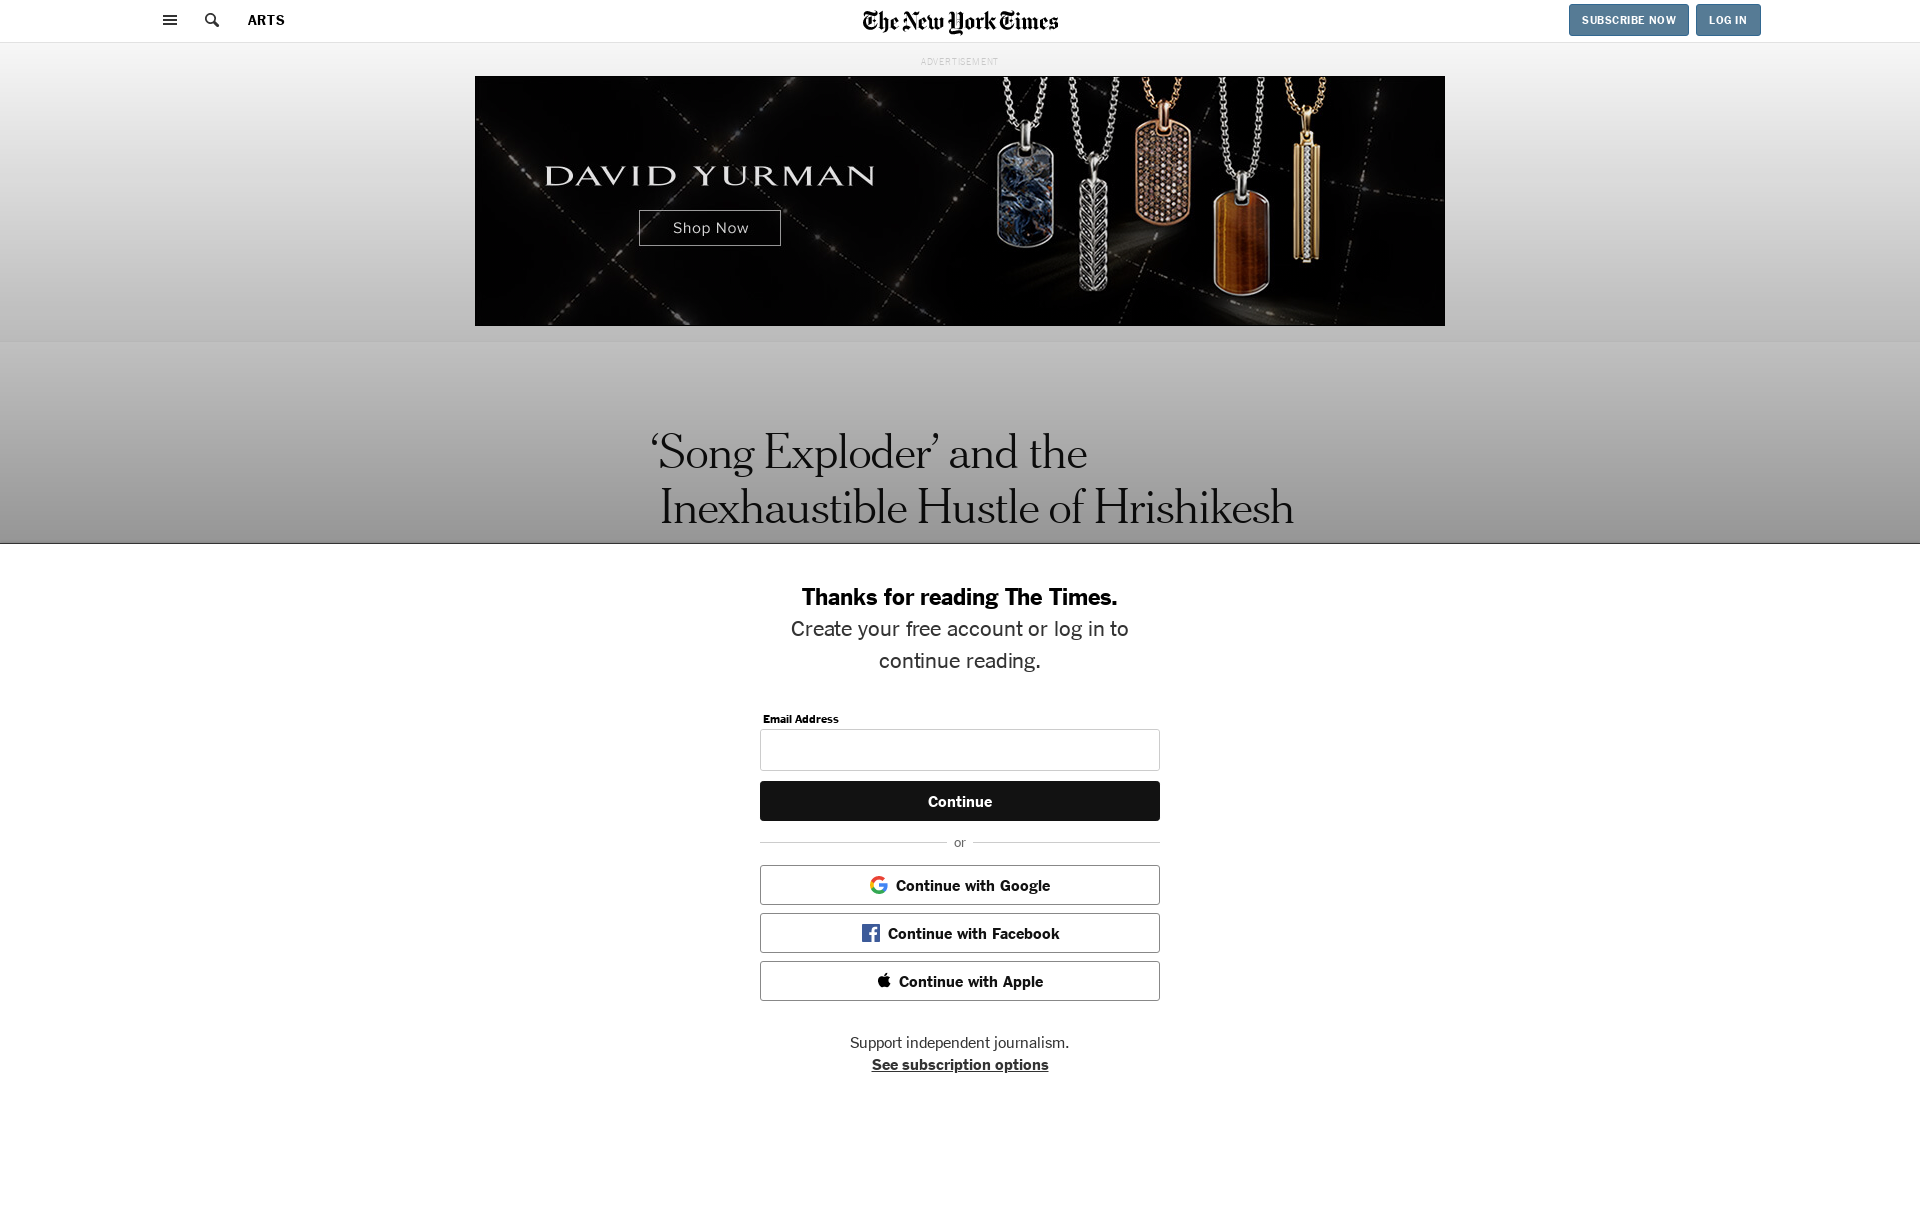 ARTS
The New York Times
SUBSCRIBE NOW
LOG IN
ADVERTISEMENT
DAVID YURMAN
Shop Now
‘Song Exploder’ and the
Inexhaustible Hustle of Hrishikesh
Thanks for reading The Times.
Create your free account or log in to
continue reading.
Email Address
Continue
or
Continue with Google
Continue with Facebook
Continue with Apple
Support independent journalism.
See subscription options